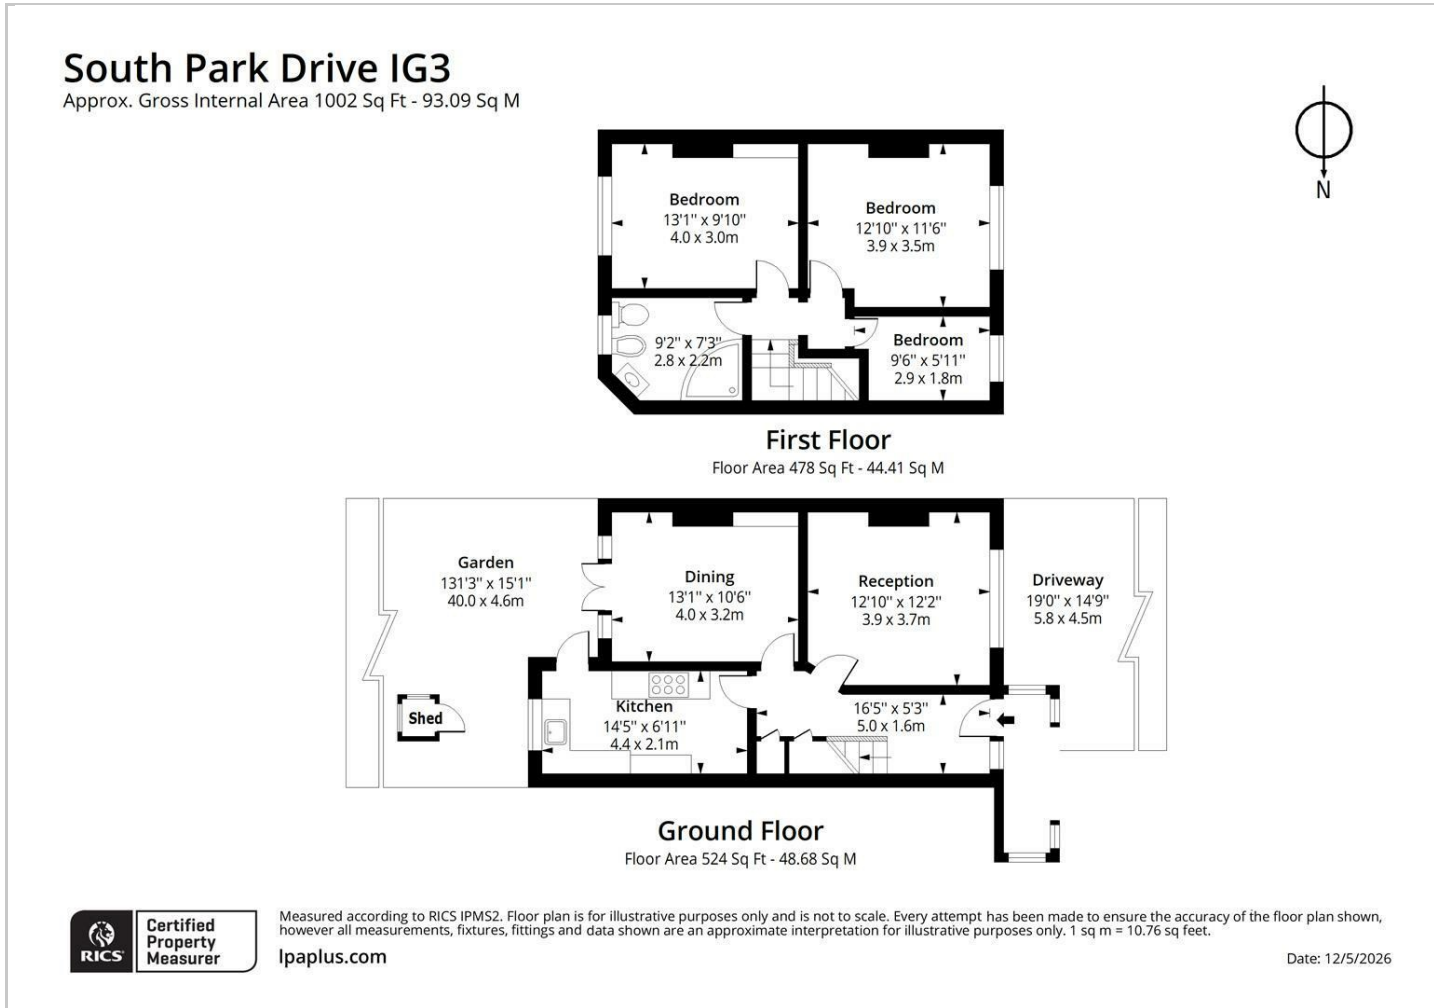 South Park Drive IG3
Approx. Gross Internal Area 1002 Sq Ft - 93.09 Sq M
N
Bedroom
13'1" x 9'10"
4.0 x 3.0m
Bedroom
12'10" x 11'6"
3.9 x 3.5m
9'2" x 7'3"
2.8 x 2.2m
Bedroom
9'6" x 5'11"
2.9 x 1.8m
First Floor
Floor Area 478 Sq Ft - 44.41 Sq M
Garden
131'3" x 15'1"
40.0 x 4.6m
Dining
13'1" x 10'6"
4.0 x 3.2m
Reception
12'10" x 12'2"
3.9 x 3.7m
Driveway
19'0" x 14'9"
5.8 x 4.5m
Shed
Kitchen
14'5" x 6'11"
4.4 x 2.1m
16'5" x 5'3"
5.0 x 1.6m
Ground Floor
Floor Area 524 Sq Ft - 48.68 Sq M
RICS
Certified
Property
Measurer
Measured according to RICS IPMS2. Floor plan is for illustrative purposes only and is not to scale. Every attempt has been made to ensure the accuracy of the floor plan shown,
however all measurements, fixtures, fittings and data shown are an approximate interpretation for illustrative purposes only. 1 sq m = 10.76 sq feet.
lpaplus.com
Date: 12/5/2026